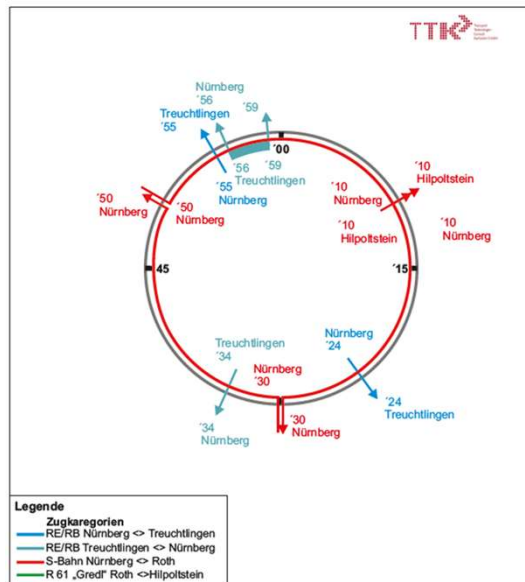 TTK
Nürnberg
´56
´59
Treuchtlingen
´55
´00
´56
´59
Treuchtlingen
´55
Nürnberg
´50
Nürnberg
´50
Nürnberg
´10
Nürnberg
´10
Hilpoltstein
´10
Hilpoltstein
´10
Nürnberg
45
´15
Treuchtlingen
´34
Nürnberg
´30
Nürnberg
´24
´34
Nürnberg
´30
Nürnberg
´24
Treuchtlingen
Legende
Zugkaregorien
RE/RB Nürnberg <> Treuchtlingen
RE/RB Treuchtlingen <> Nürnberg
S-Bahn Nürnberg <> Roth
R 61 „Gredl" Roth <>Hilpoltstein